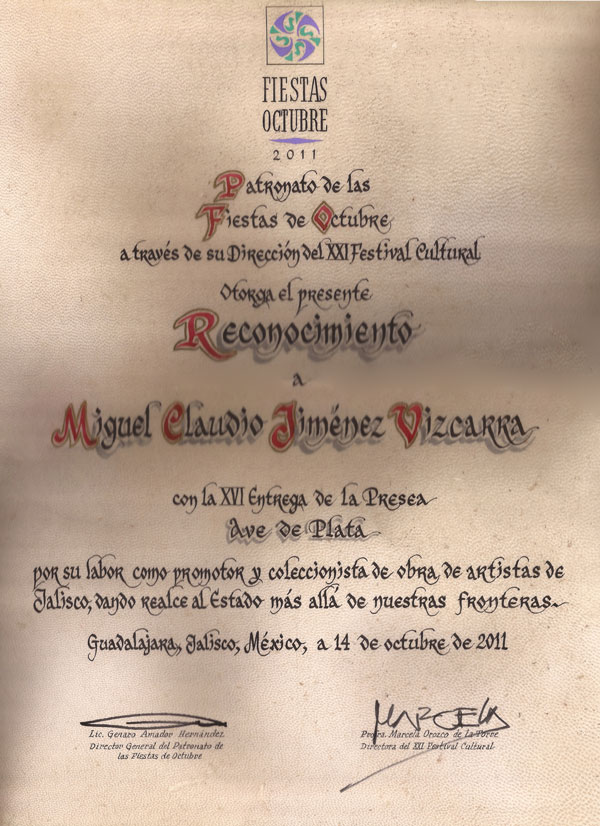 FIESTAS
OCTUBRE
2011
Patronato de las
Fiestas de Octubre
a través de su Dirección del XXI Festival Cultural
Otorga el presente
Reconocimiento
a
Miguel Claudio Jiménez Vizcarra
con la XVI Entrega de la Presea
Ave de Plata
por su labor como promotor y coleccionista de obra de artistas de
Jalisco, dando realce al Estado más allá de nuestras fronteras.
Guadalajara, Jalisco, México, a 14 de octubre de 2011
MARCELA
Lic. Genaro Amador Hernández
Director General del Patronato de
las Fiestas de Octubre
Profra. Marcela Orozco de la Torre
Directora del XXI Festival Cultural